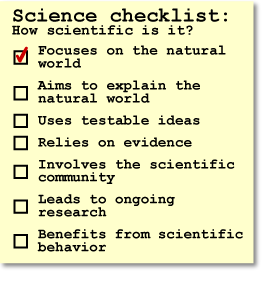 Science checklist:
How scientific is it?
Focuses on the natural
world
Aims to explain the
natural world
Uses testable ideas
Relies on evidence
Involves the scientific
community
Leads to ongoing
research
Benefits from scientific
behavior